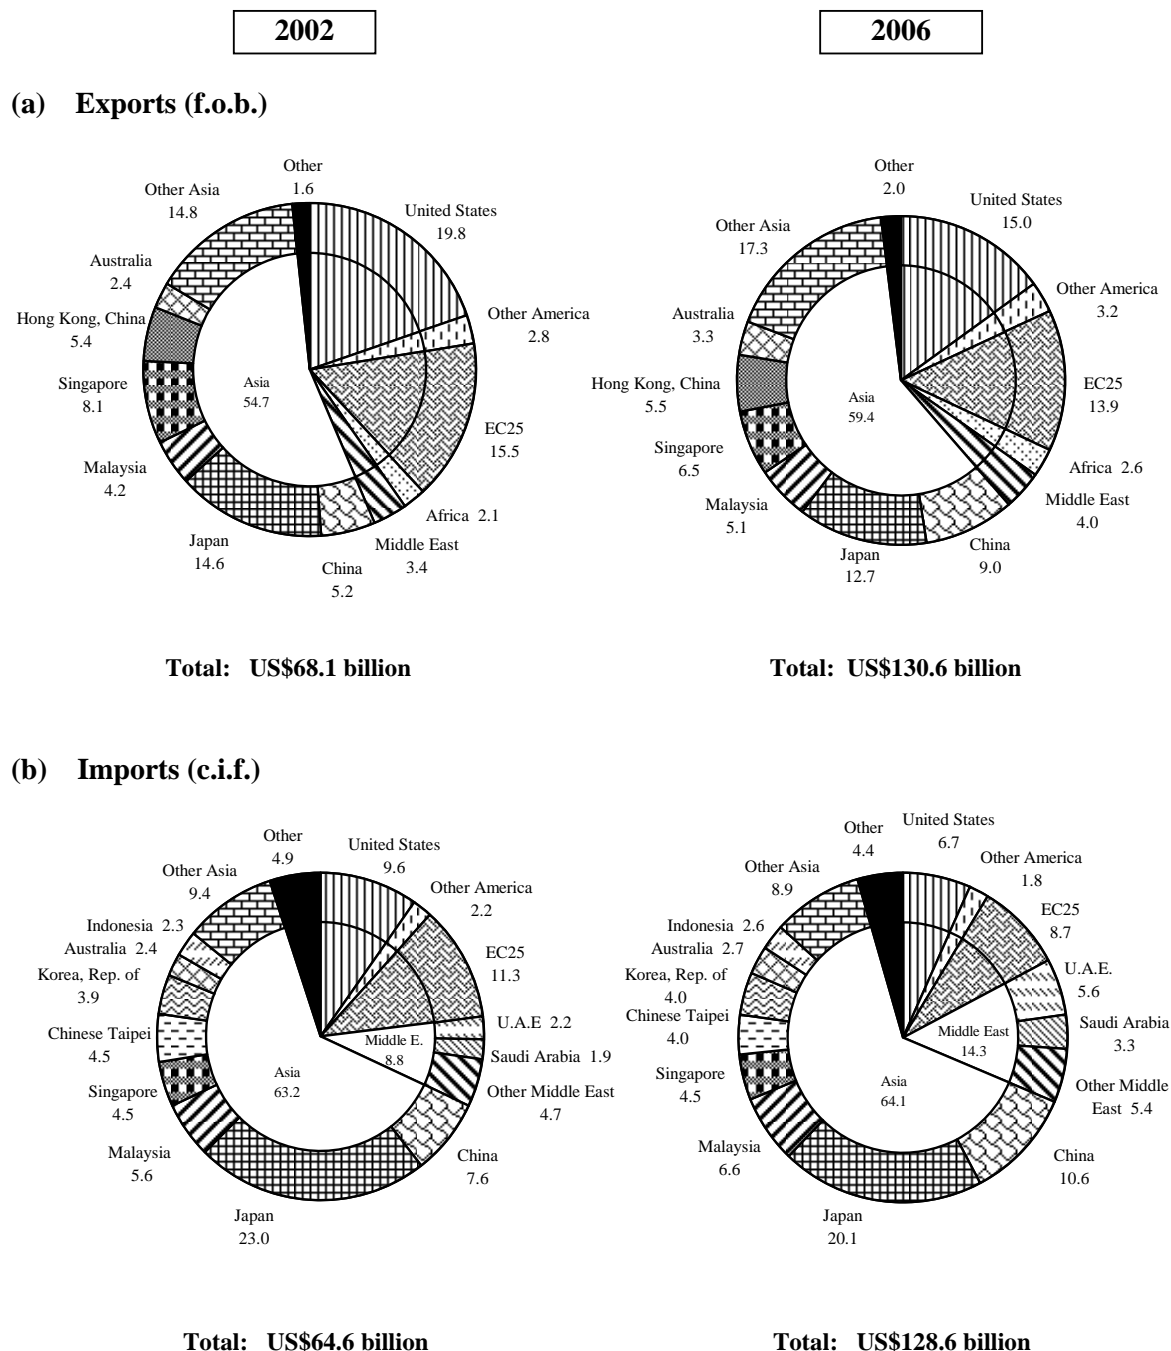 2002
2006
(a) Exports (f.o.b.)
Other
1.6
United States
19.8
Other America
2.8
EC25
15.5
Africa 2.1
Middle East
3.4
China
5.2
Japan
14.6
Malaysia
4.2
Singapore
8.1
Hong Kong, China
5.4
Australia
2.4
Other Asia
14.8
Asia
54.7
Total: US$68.1 billion
Other
2.0
United States
15.0
Other America
3.2
EC25
13.9
Africa 2.6
Middle East
4.0
China
9.0
Japan
12.7
Malaysia
5.1
Singapore
6.5
Hong Kong, China
5.5
Australia
3.3
Other Asia
17.3
Asia
59.4
Total: US$130.6 billion
(b) Imports (c.i.f.)
Other
4.9
United States
9.6
Other America
2.2
EC25
11.3
U.A.E 2.2
Saudi Arabia 1.9
Other Middle East
4.7
China
7.6
Japan
23.0
Malaysia
5.6
Singapore
4.5
Chinese Taipei
4.5
Korea, Rep. of
3.9
Australia 2.4
Indonesia 2.3
Other Asia
9.4
Middle E.
8.8
Asia
63.2
Total: US$64.6 billion
Other
4.4
United States
6.7
Other America
1.8
EC25
8.7
U.A.E.
5.6
Saudi Arabia
3.3
Other Middle
East 5.4
China
10.6
Japan
20.1
Malaysia
6.6
Singapore
4.5
Chinese Taipei
4.0
Korea, Rep. of
4.0
Australia 2.7
Indonesia 2.6
Other Asia
8.9
Middle East
14.3
Asia
64.1
Total: US$128.6 billion